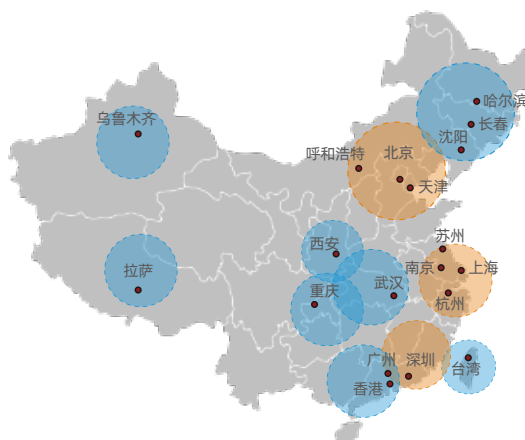 哈尔滨
乌鲁木齐
长春
沈阳
呼和浩特
北京
天津
苏州
西安
南京
上海
拉萨
武汉
重庆
杭州
广州
深圳
台湾
香港